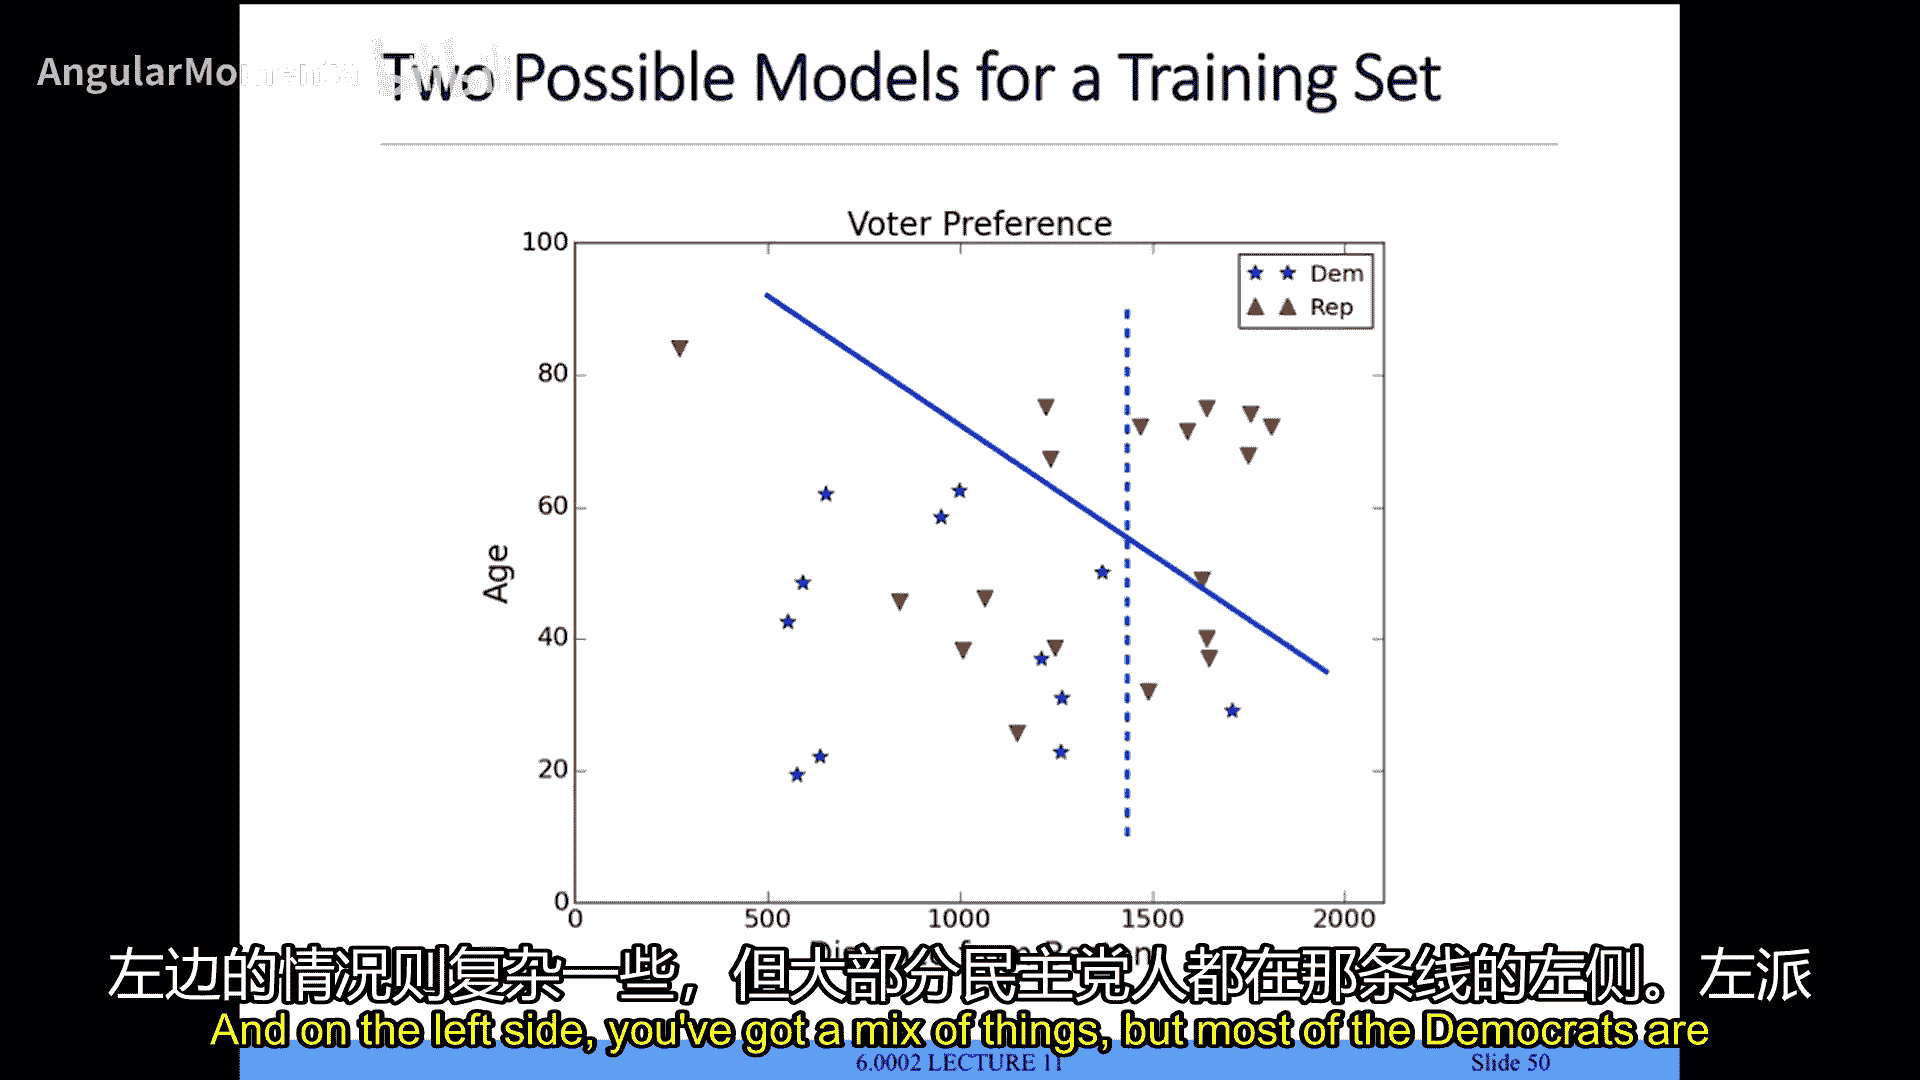 Two Possible Models for a Training Set
Voter Preference
100
80
60
40
20
0
Age
Dem
Rep
0 500 1000 1500 2000
左边的情况则复杂一些，但大部分民主党人都在那条线的左侧。左派
And on the left side, you've got a mix of things, but most of the Democrats are
6.0002 LECTURE 11
Slide 50